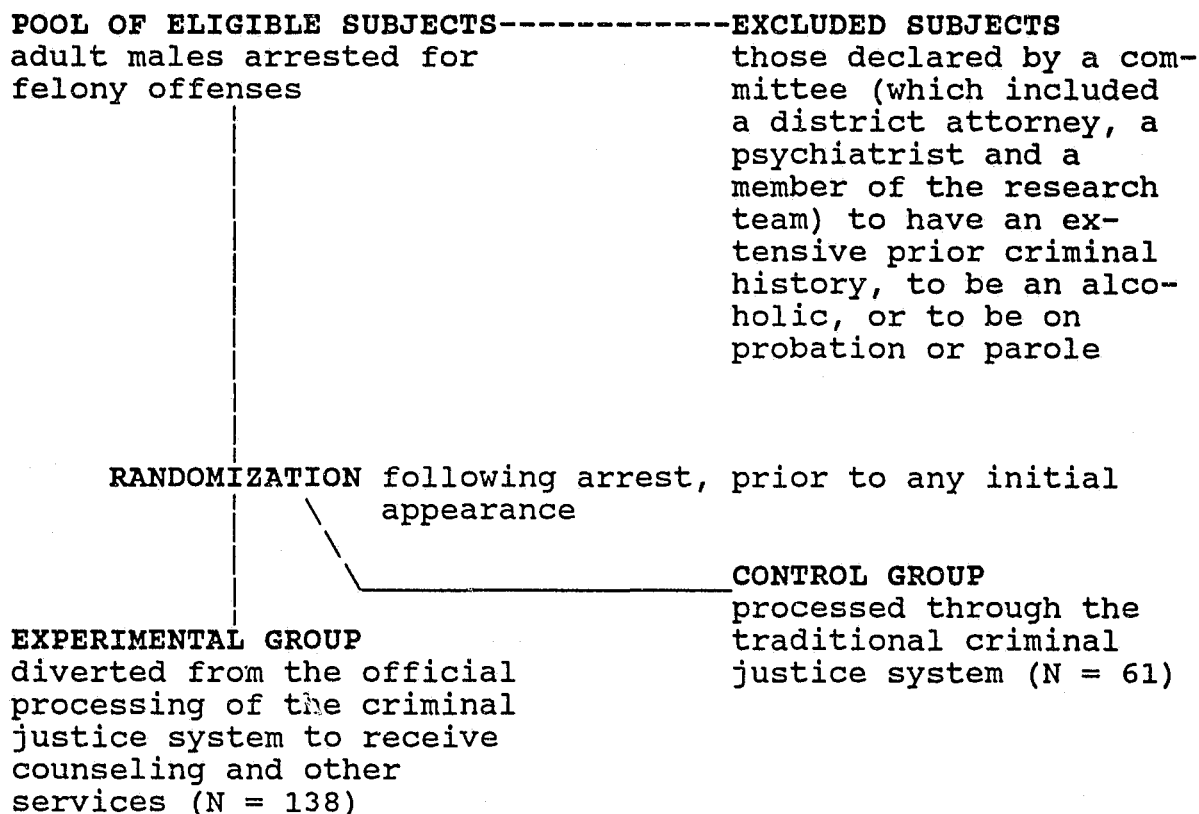 POOL OF ELIGIBLE SUBJECTS------------EXCLUDED SUBJECTS
adult males arrested for
felony offenses
those declared by a com-
mittee (which included
a district attorney, a
psychiatrist and a
member of the research
team) to have an ex-
tensive prior criminal
history, to be an alco-
holic, or to be on
probation or parole
RANDOMIZATION following arrest, prior to any initial
appearance
CONTROL GROUP
processed through the
traditional criminal
justice system (N = 61)
EXPERIMENTAL GROUP
diverted from the official
processing of the criminal
justice system to receive
counseling and other
services (N = 138)